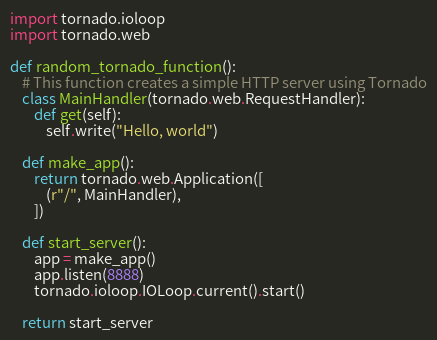 import tornado.ioloop
import tornado.web

def random_tornado_function():
    # This function creates a simple HTTP server using Tornado
    class MainHandler(tornado.web.RequestHandler):
        def get(self):
            self.write("Hello, world")

    def make_app():
        return tornado.web.Application([
            (r"/", MainHandler),
        ])

    def start_server():
        app = make_app()
        app.listen(8888)
        tornado.ioloop.IOLoop.current().start()

    return start_server